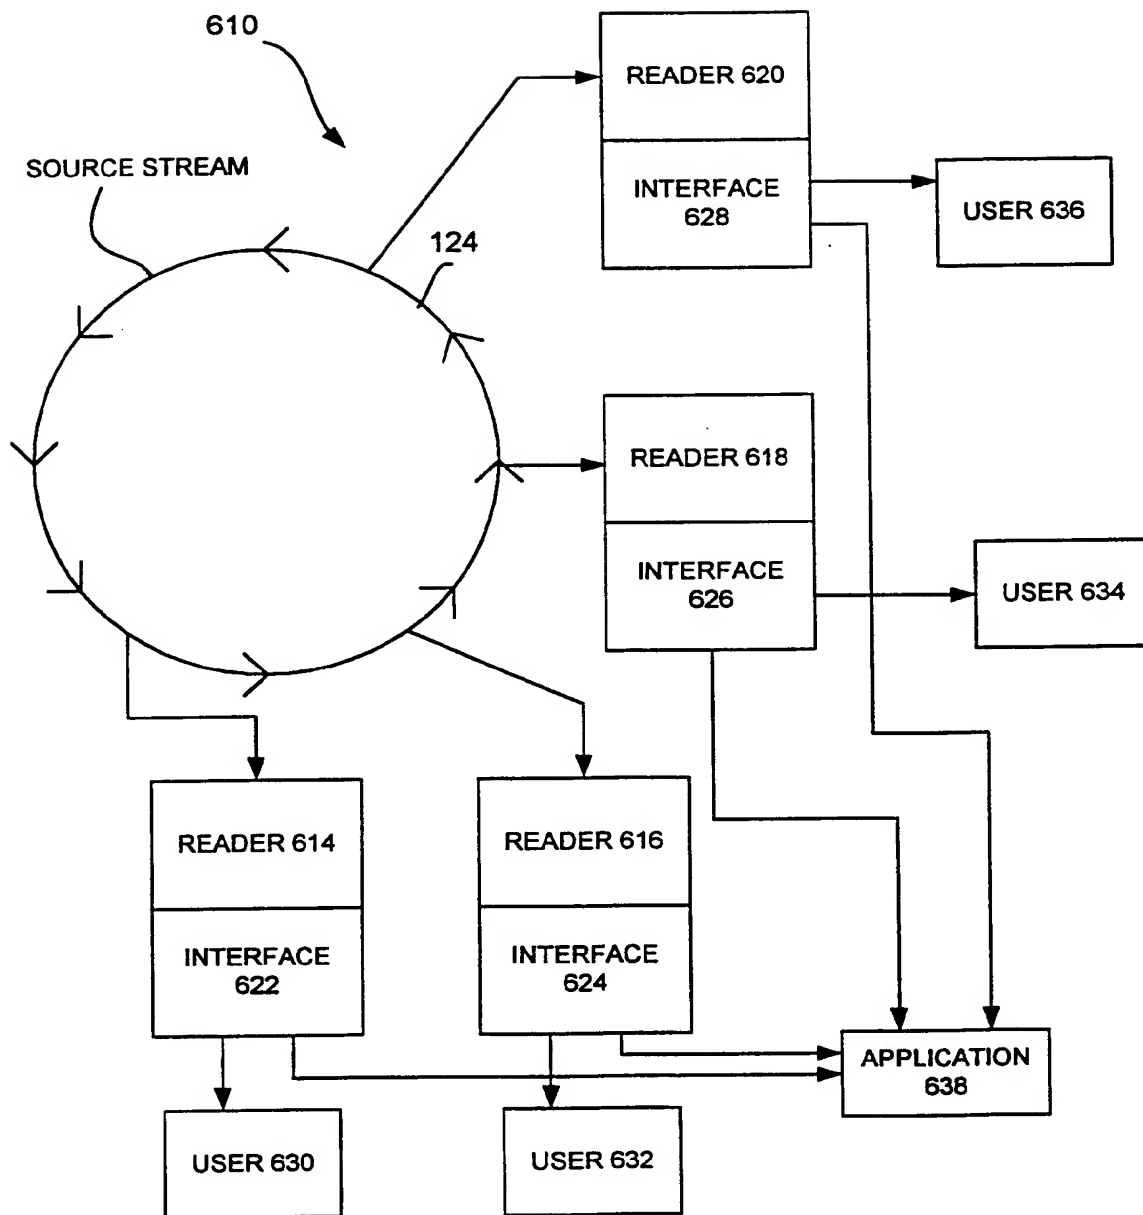 610
READER 620
SOURCE STREAM
INTERFACE
628
USER 636
124
READER 618
INTERFACE
626
USER 634
READER 614
READER 616
INTERFACE
622
INTERFACE
624
APPLICATION
638
USER 630
USER 632